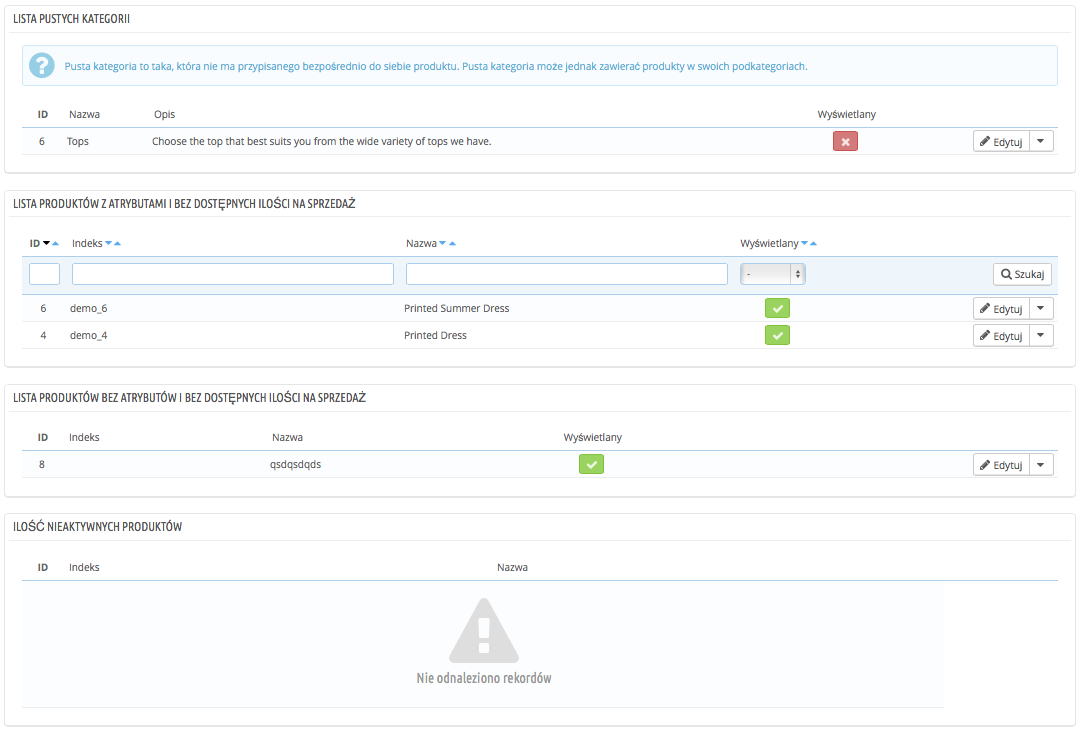 LISTA PUSTYCH KATEGORII
Pusta kategoria to taka, która nie ma przypisanego bezpośrednio do siebie produktu. Pusta kategoria może jednak zawierać produkty w swoich podkategoriach.
ID Nazwa Opis Wyświetlany
6 Tops Choose the top that best suits you from the wide variety of tops we have. Edytuj
LISTA PRODUKTÓW Z ATRYBUTAMI I BEZ DOSTĘPNYCH ILOŚCI NA SPRZEDAŻ
ID Indeks Nazwa Wyświetlany
- Szukaj
6 demo_6 Printed Summer Dress Edytuj
4 demo_4 Printed Dress Edytuj
LISTA PRODUKTÓW BEZ ATRYBUTÓW I BEZ DOSTĘPNYCH ILOŚCI NA SPRZEDAŻ
ID Indeks Nazwa Wyświetlany
8 qsdqsdqds Edytuj
ILOŚĆ NIEAKTYWNYCH PRODUKTÓW
ID Indeks Nazwa
Nie odnaleziono rekordów